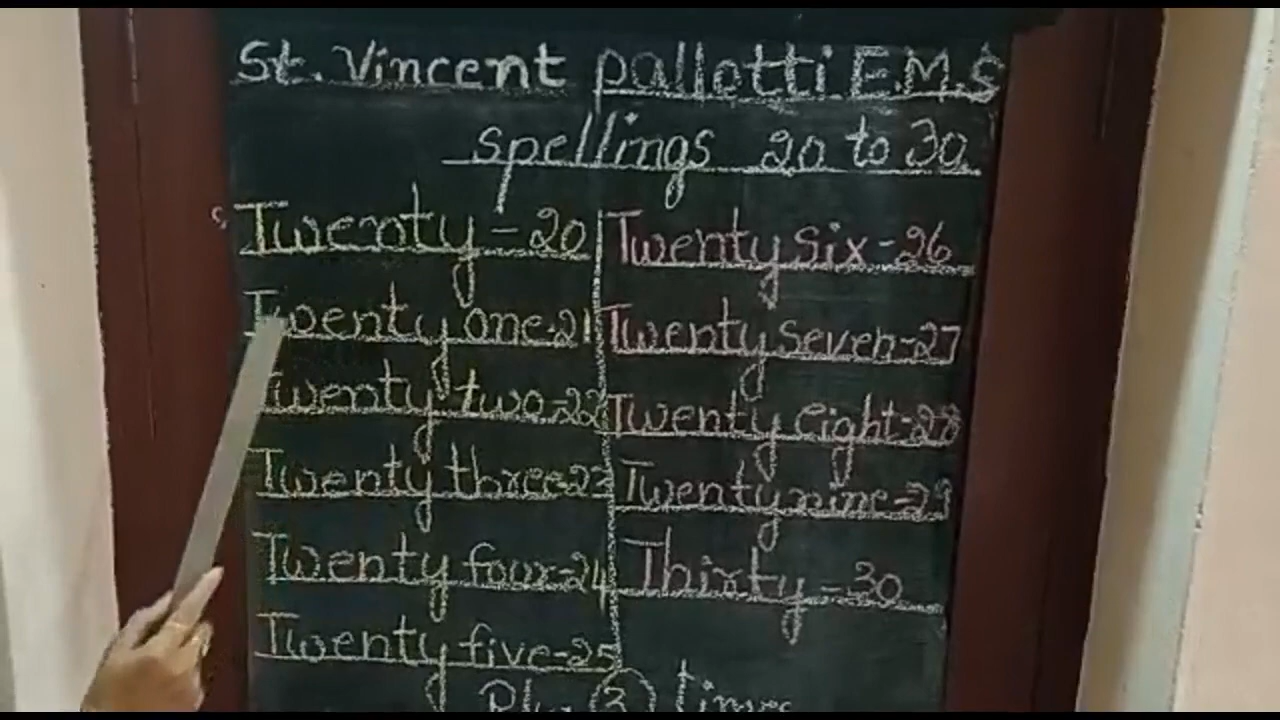 St. Vincent pallotti E.M.S
spellings 20 to 30
Twenty - 20
Twenty one - 21
Twenty two - 22
Twenty three - 23
Twenty four - 24
Twenty five - 25
Twenty six - 26
Twenty seven - 27
Twenty eight - 28
Twenty nine - 29
Thirty - 30
3 times